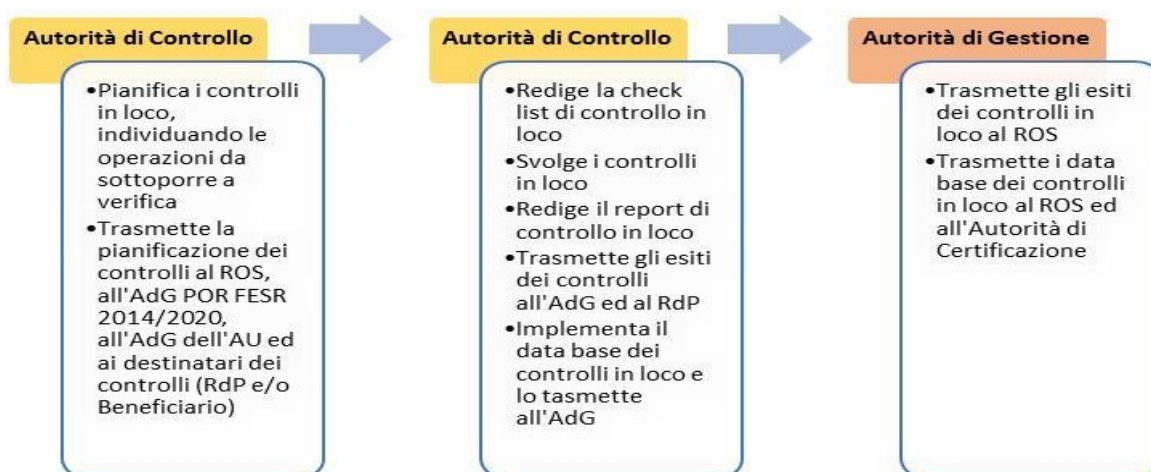 Autorità di Controllo
•Pianifica i controlli
in loco,
individuando le
operazioni da
sottoporre a
verifica
•Trasmette la
pianificazione dei
controlli al ROS,
all'AdG POR FESR
2014/2020,
all'AdG dell'AU ed
ai destinatari dei
controlli (RdP e/o
Beneficiario)
Autorità di Controllo
•Redige la check
list di controllo in
loco
•Svolge i controlli
in loco
•Redige il report di
controllo in loco
•Trasmette gli esiti
dei controlli
all'AdG ed al RdP
•Implementa il
data base dei
controlli in loco e
lo tasmette
all'AdG
Autorità di Gestione
•Trasmette gli esiti
dei controlli in
loco al ROS
•Trasmette i data
base dei controlli
in loco al ROS ed
all'Autorità di
Certificazione